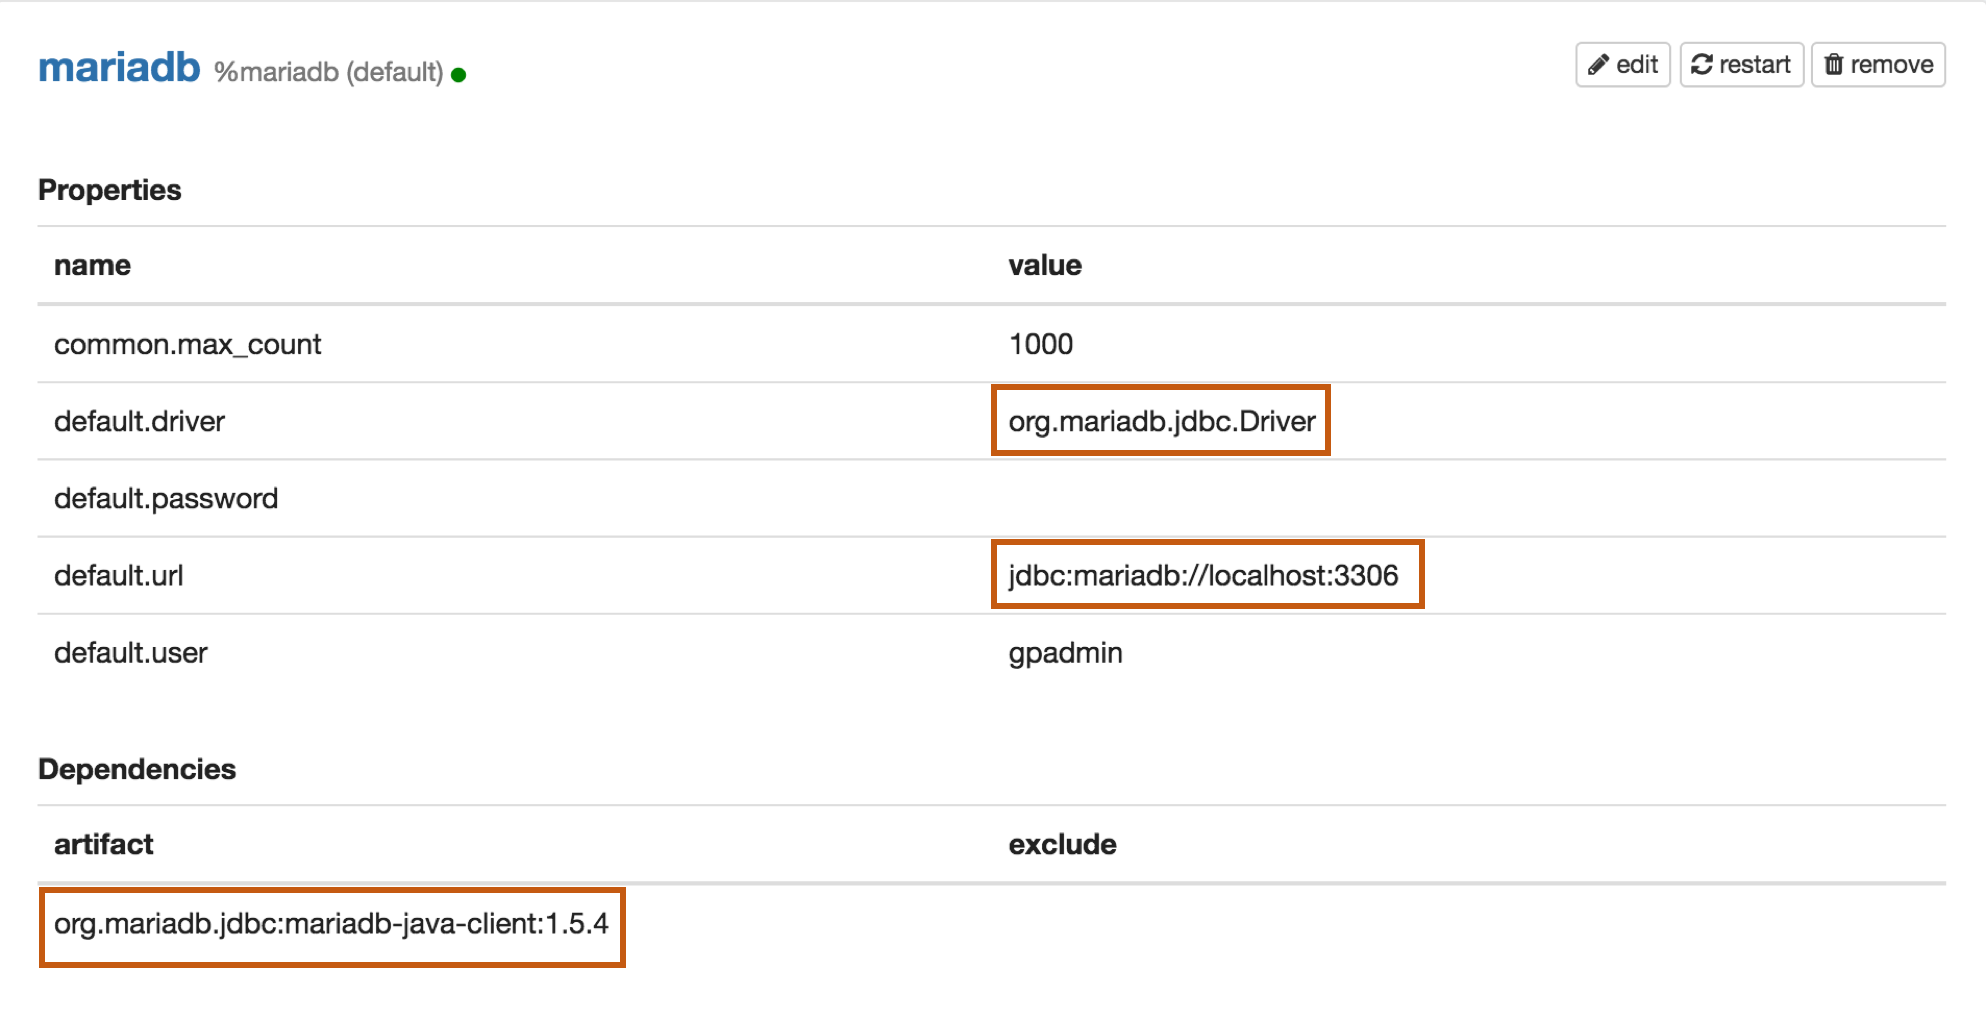 mariadb %mariadb (default)
edit restart remove
Properties
name value
common.max_count 1000
default.driver org.mariadb.jdbc.Driver
default.password
default.url jdbc:mariadb://localhost:3306
default.user gpadmin
Dependencies
artifact exclude
org.mariadb.jdbc:mariadb-java-client:1.5.4